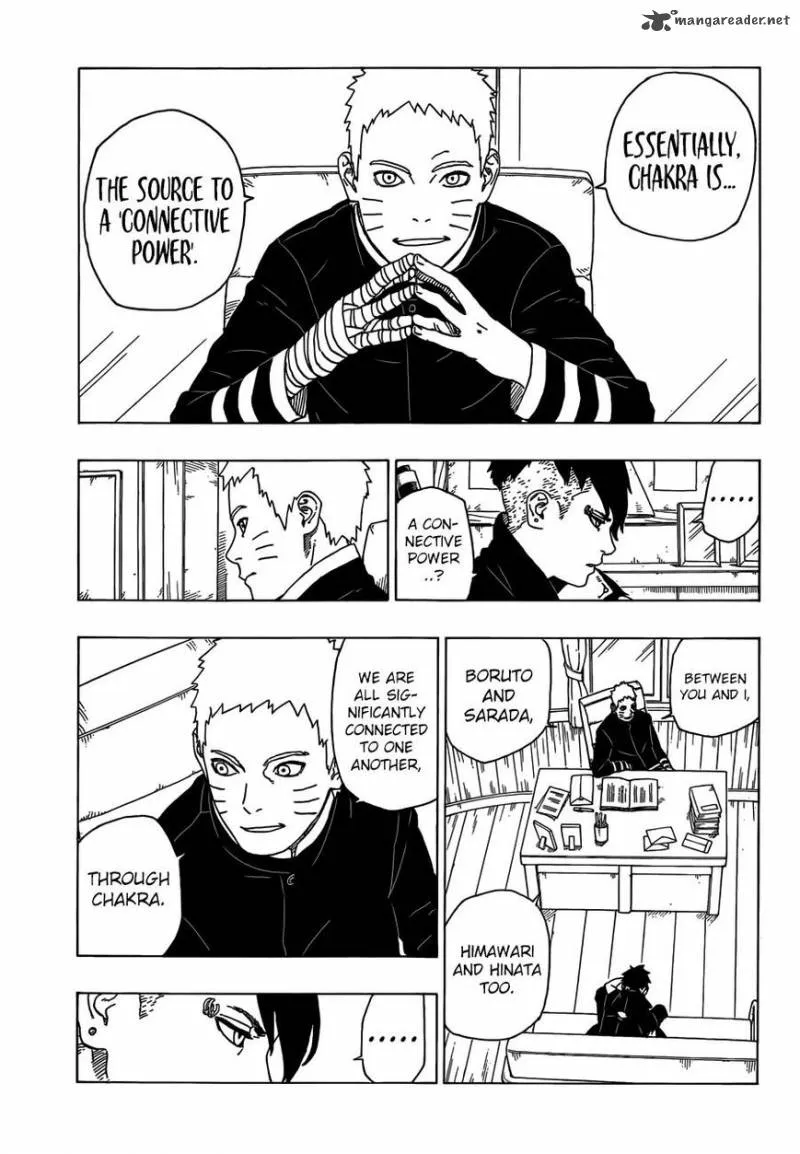 mangareader.net
ESSENTIALLY,
CHAKRA IS...
THE SOURCE TO
A 'CONNECTIVE
POWER'.
......
A CON-
NECTIVE
POWER
..?
BETWEEN
YOU AND I,
BORUTO
AND
SARADA,
HIMAWARI
AND HINATA
TOO.
WE ARE
ALL SIG-
NIFICANTLY
CONNECTED
TO ONE
ANOTHER,
THROUGH
CHAKRA.
......